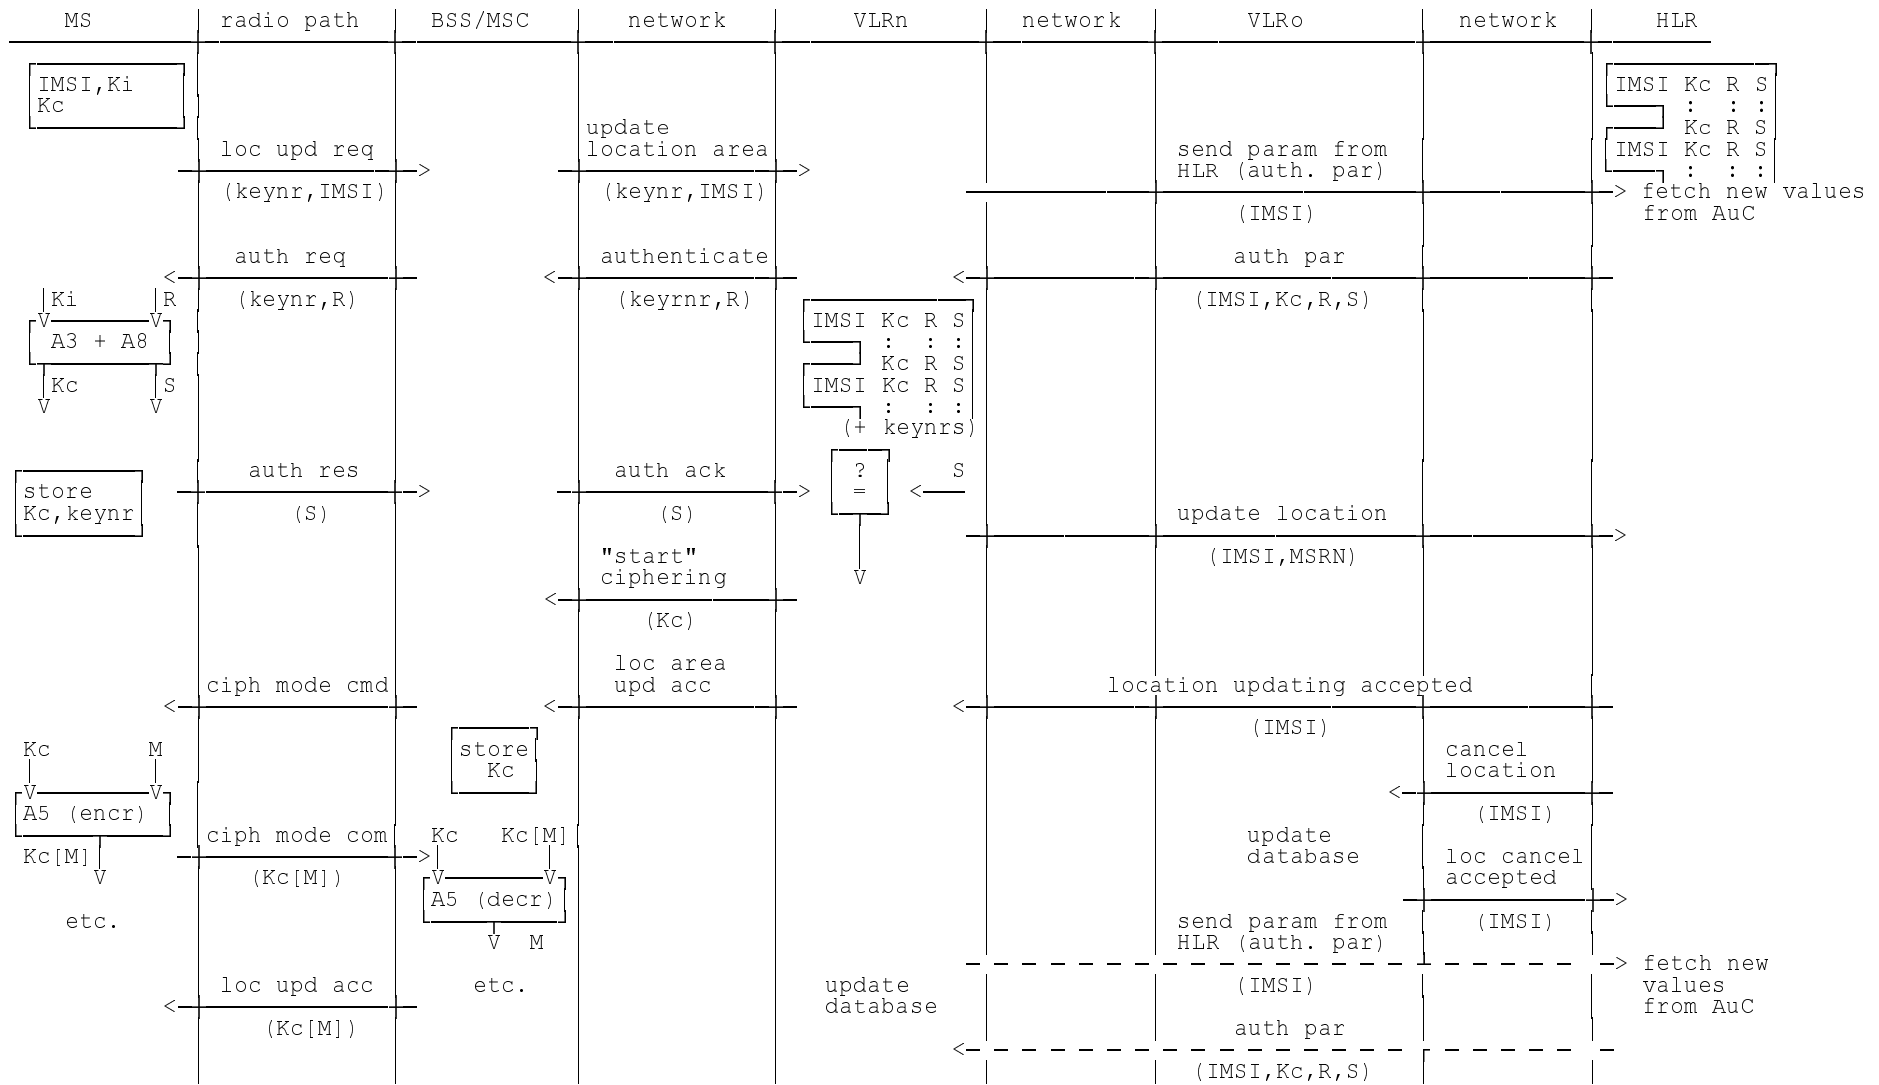 MS radio path BSS/MSC network VLRn network VLRo network HLR
IMSI,Ki
Kc
IMSI Kc R S
: : :
Kc R S
IMSI Kc R S
: : :
loc upd req
(keynr,IMSI)
update
location area
(keynr,IMSI)
send param from
HLR (auth. par)
(IMSI)
fetch new values
from AuC
auth req
(keynr,R)
authenticate
(keyrnr,R)
auth par
(IMSI,Kc,R,S)
Ki R
A3 + A8
Kc S
IMSI Kc R S
: : :
Kc R S
IMSI Kc R S
: : :
(+ keynrs)
store
Kc,keynr
auth res
(S)
auth ack
(S)
?
=
S
update location
(IMSI,MSRN)
"start"
ciphering
(Kc)
ciph mode cmd
loc area
upd acc
location updating accepted
(IMSI)
store
Kc
cancel
location
(IMSI)
Kc M
A5 (encr)
Kc[M]
etc.
ciph mode com
(Kc[M])
Kc Kc[M]
A5 (decr)
M
etc.
update
database
loc cancel
accepted
(IMSI)
send param from
HLR (auth. par)
(IMSI)
fetch new
values
from AuC
loc upd acc
(Kc[M])
update
database
auth par
(IMSI,Kc,R,S)